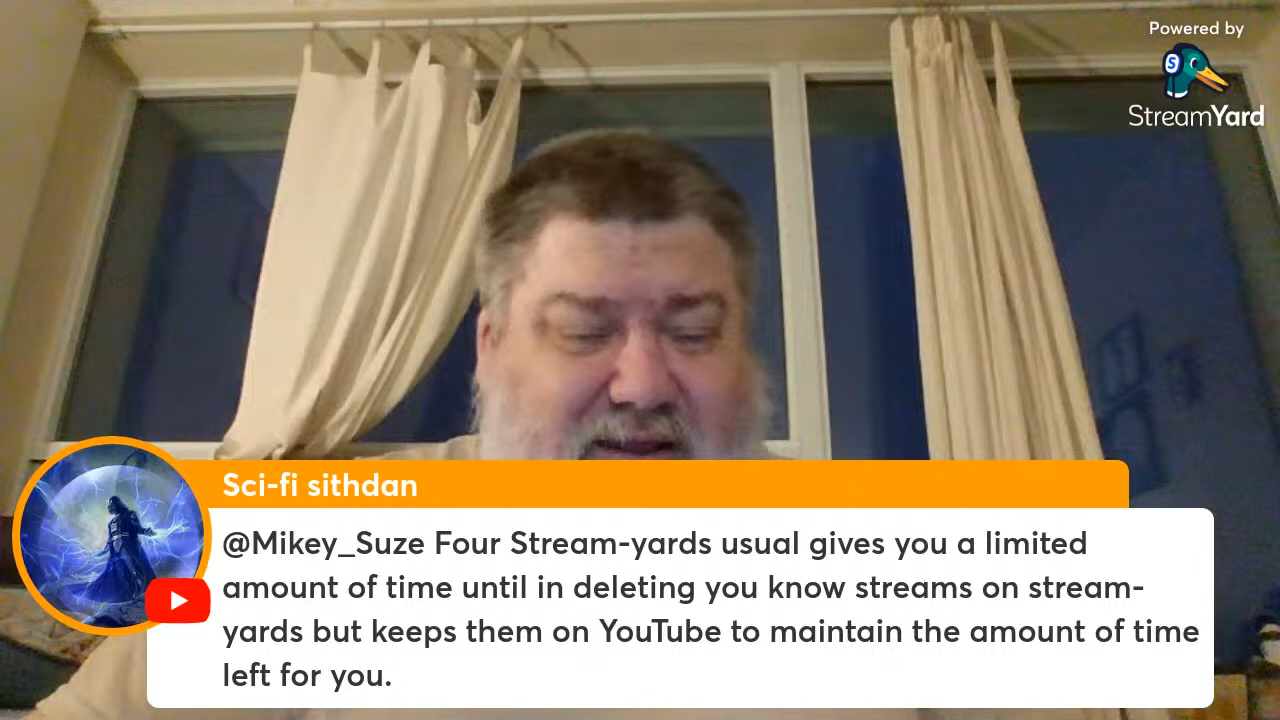 Powered by
StreamYard
Sci-fi sithdan
@Mikey_Suze Four Stream-yards usual gives you a limited
amount of time until in deleting you know streams on stream-
yards but keeps them on YouTube to maintain the amount of time
left for you.